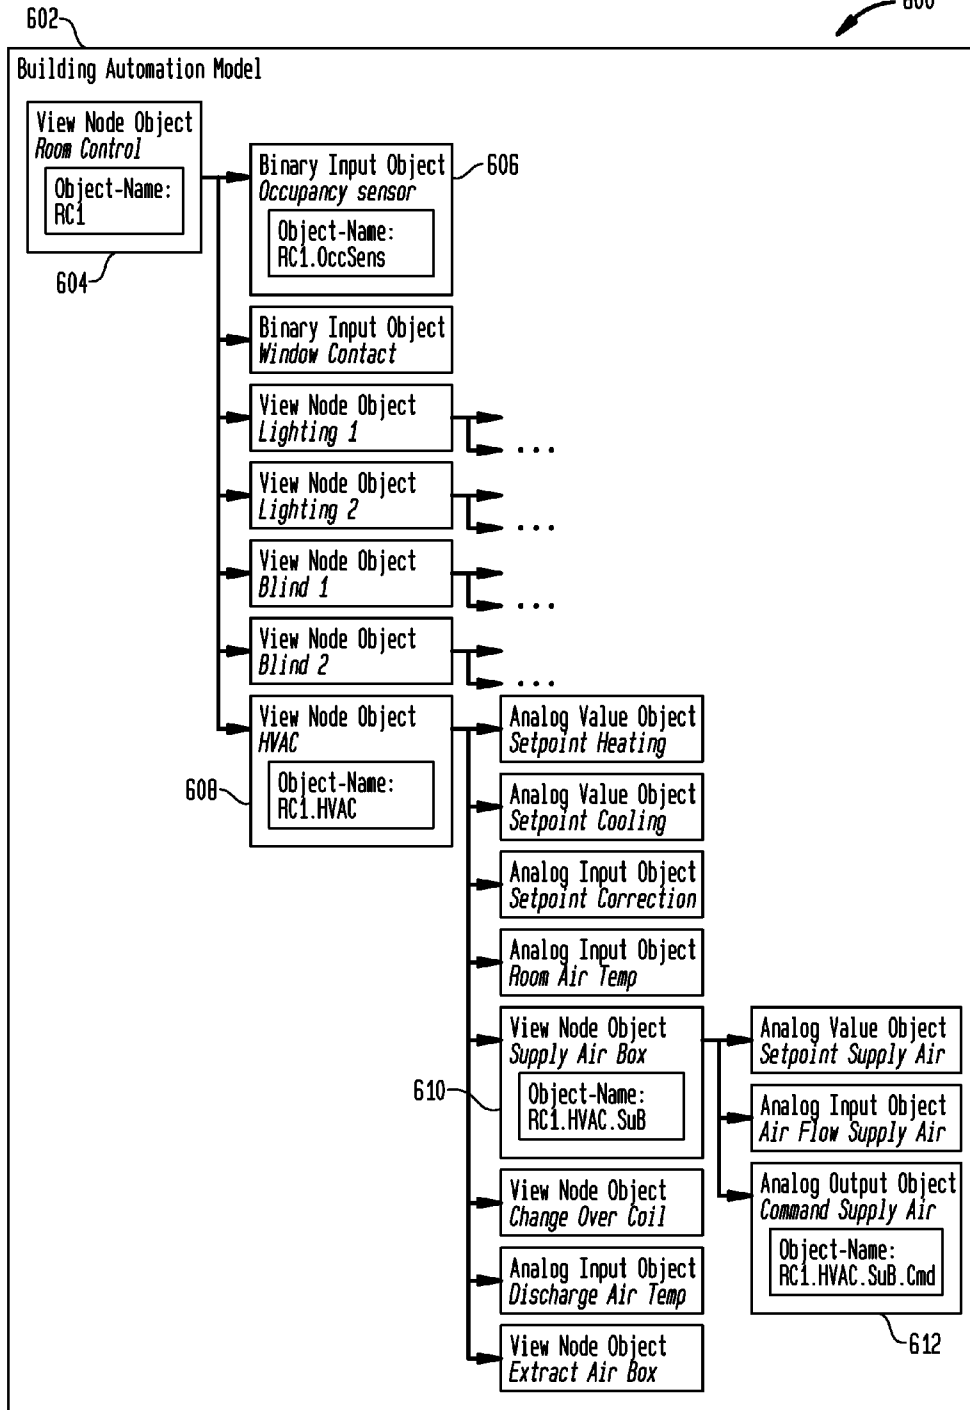 600
602
Building Automation Model
View Node Object
Room Control
Object-Name:
RC1
604
Binary Input Object
Occupancy sensor
Object-Name:
RC1.OccSens
606
Binary Input Object
Window Contact
View Node Object
Lighting 1
...
View Node Object
Lighting 2
...
View Node Object
Blind 1
...
View Node Object
Blind 2
...
View Node Object
HVAC
Object-Name:
RC1.HVAC
608
Analog Value Object
Setpoint Heating
Analog Value Object
Setpoint Cooling
Analog Input Object
Setpoint Correction
Analog Input Object
Room Air Temp
View Node Object
Supply Air Box
Object-Name:
RC1.HVAC.SuB
610
View Node Object
Change Over Coil
Analog Input Object
Discharge Air Temp
View Node Object
Extract Air Box
Analog Value Object
Setpoint Supply Air
Analog Input Object
Air Flow Supply Air
Analog Output Object
Command Supply Air
Object-Name:
RC1.HVAC.SuB.Cmd
612